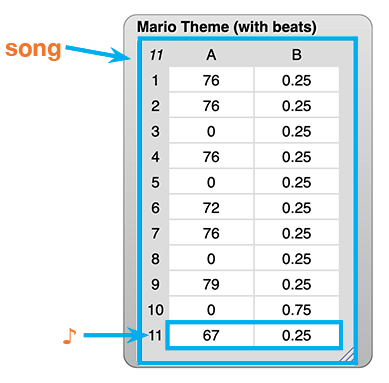 Mario Theme (with beats)
song
11 A B
1 76 0.25
2 76 0.25
3 0 0.25
4 76 0.25
5 0 0.25
6 72 0.25
7 76 0.25
8 0 0.25
9 79 0.25
10 0 0.75
♪ 11 67 0.25